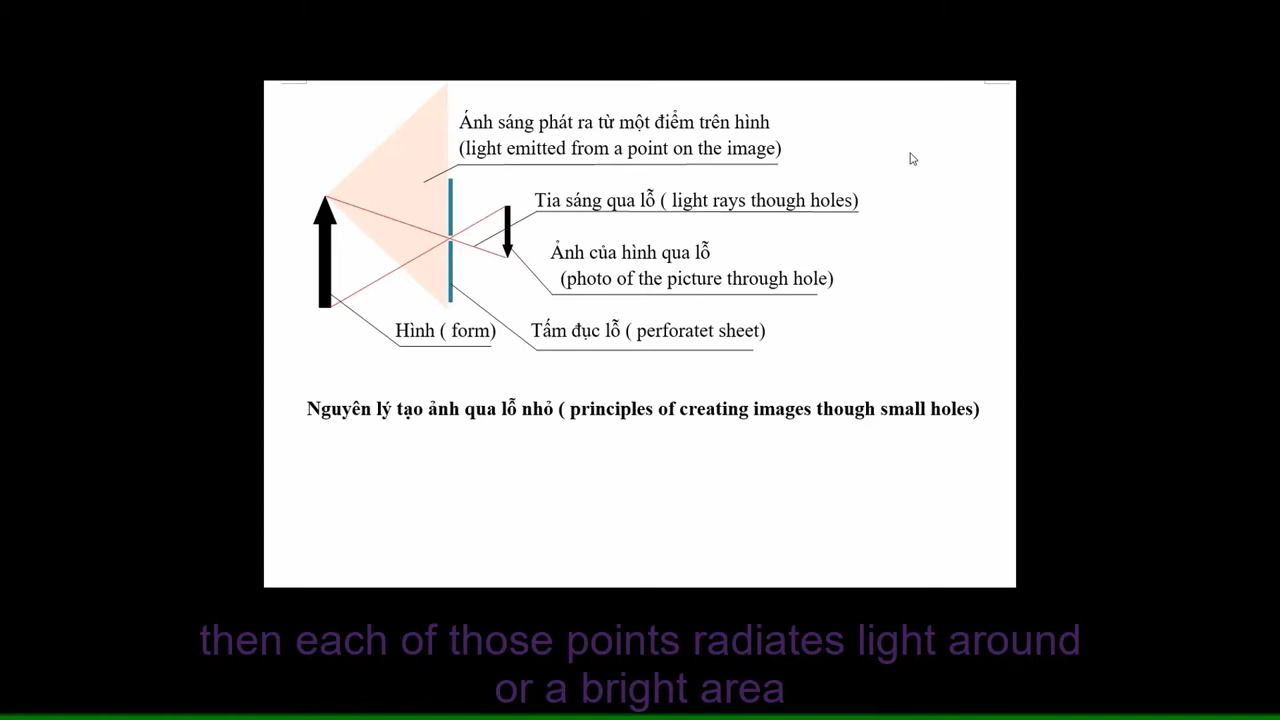 Ánh sáng phát ra từ một điểm trên hình
(light emitted from a point on the image)
Tia sáng qua lỗ ( light rays though holes)
Ảnh của hình qua lỗ
(photo of the picture through hole)
Hình ( form)
Tấm đục lỗ ( perforatet sheet)
Nguyên lý tạo ảnh qua lỗ nhỏ ( principles of creating images though small holes)
then each of those points radiates light around
or a bright area